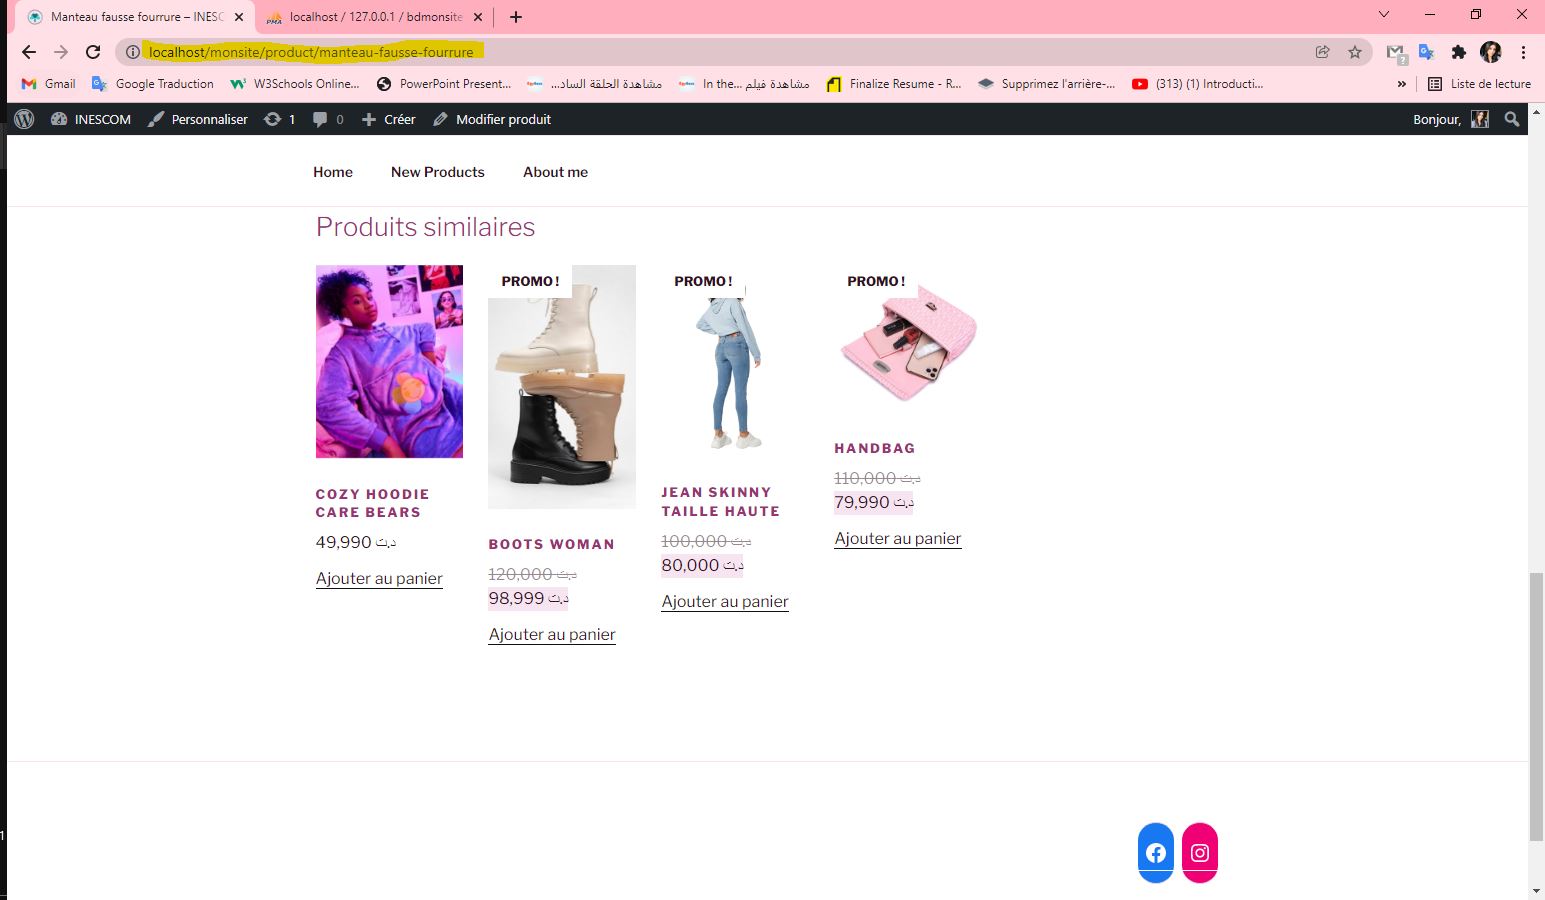 Manteau fausse fourrure – INESC
localhost / 127.0.0.1 / bdmonsite
localhost/monsite/product/manteau-fausse-fourrure
Gmail
Google Traduction
W3Schools Online...
PowerPoint Present...
مشاهدة الحلقة الساد...
In the... مشاهدة فيلم
Finalize Resume - R...
Supprimez l'arrière-...
(313) (1) Introducti...
»
Liste de lecture
INESCOM
Personnaliser
1
0
Créer
Modifier produit
Bonjour,
Home
New Products
About me
Produits similaires
PROMO !
PROMO !
PROMO !
COZY HOODIE
CARE BEARS
49,990 د.ت
Ajouter au panier
BOOTS WOMAN
120,000 د.ت
98,999 د.ت
Ajouter au panier
JEAN SKINNY
TAILLE HAUTE
100,000 د.ت
80,000 د.ت
Ajouter au panier
HANDBAG
110,000 د.ت
79,990 د.ت
Ajouter au panier
1